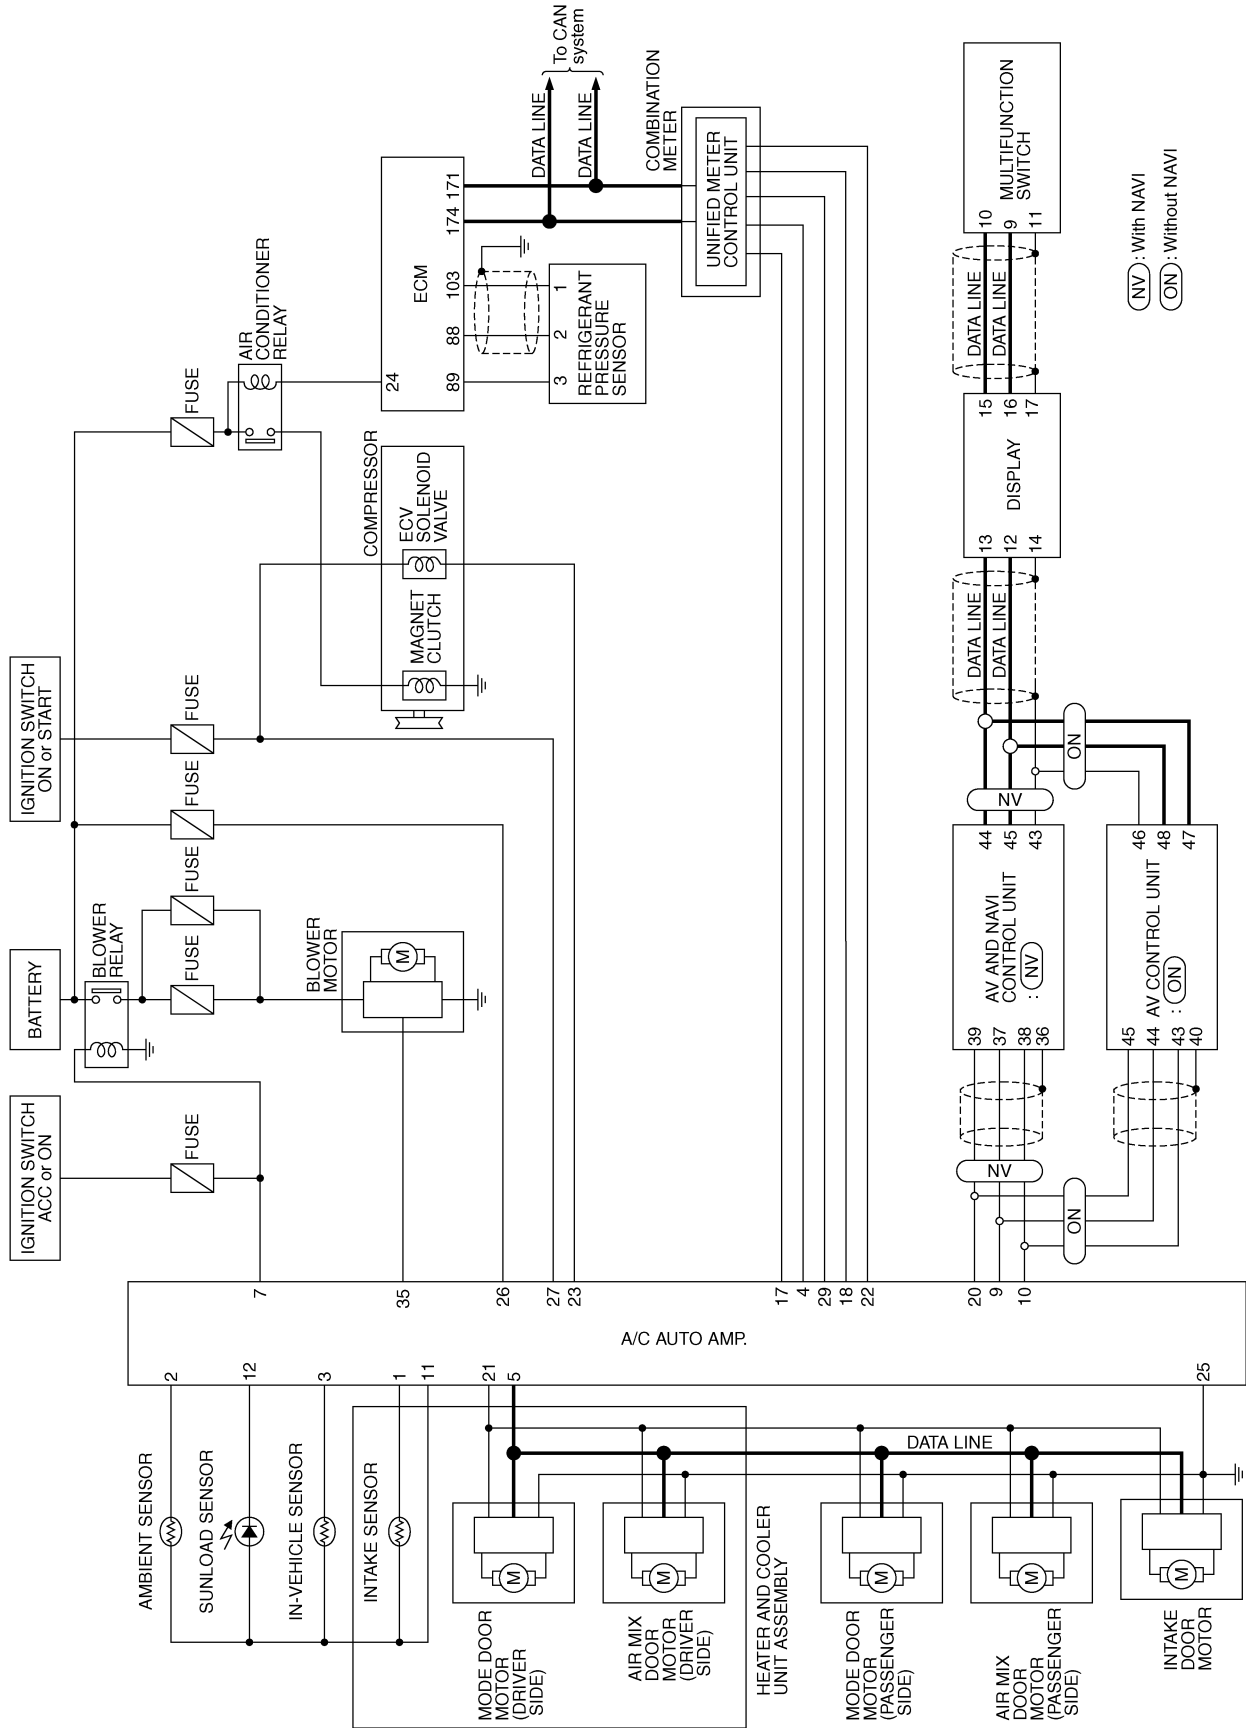 IGNITION SWITCH
ACC or ON
BATTERY
IGNITION SWITCH
ON or START
BLOWER
RELAY
FUSE
FUSE
FUSE
FUSE
FUSE
FUSE
AIR
CONDITIONER
RELAY
BLOWER
MOTOR
M
COMPRESSOR
MAGNET
CLUTCH
ECV
SOLENOID
VALVE
ECM
24
89
88
103
174
171
3
2
1
REFRIGERANT
PRESSURE
SENSOR
DATA LINE
DATA LINE
To CAN
system
COMBINATION
METER
UNIFIED METER
CONTROL UNIT
7
35
26
27
23
17
4
29
18
22
20
9
10
A/C AUTO AMP.
2
12
3
1
11
21
5
25
AMBIENT SENSOR
SUNLOAD SENSOR
IN-VEHICLE SENSOR
INTAKE SENSOR
DATA LINE
M
M
M
M
M
MODE DOOR
MOTOR
(DRIVER
SIDE)
AIR MIX
DOOR
MOTOR
(DRIVER
SIDE)
HEATER AND COOLER
UNIT ASSEMBLY
MODE DOOR
MOTOR
(PASSENGER
SIDE)
AIR MIX
DOOR
MOTOR
(PASSENGER
SIDE)
INTAKE
DOOR
MOTOR
NV
ON
39
37
38
36
AV AND NAVI
CONTROL UNIT
: NV
44
45
43
45
44
43
40
AV CONTROL UNIT
: ON
46
48
47
NV
ON
DATA LINE
DATA LINE
13
12
14
DISPLAY
15
16
17
DATA LINE
DATA LINE
10
9
11
MULTIFUNCTION
SWITCH
NV : With NAVI
ON : Without NAVI